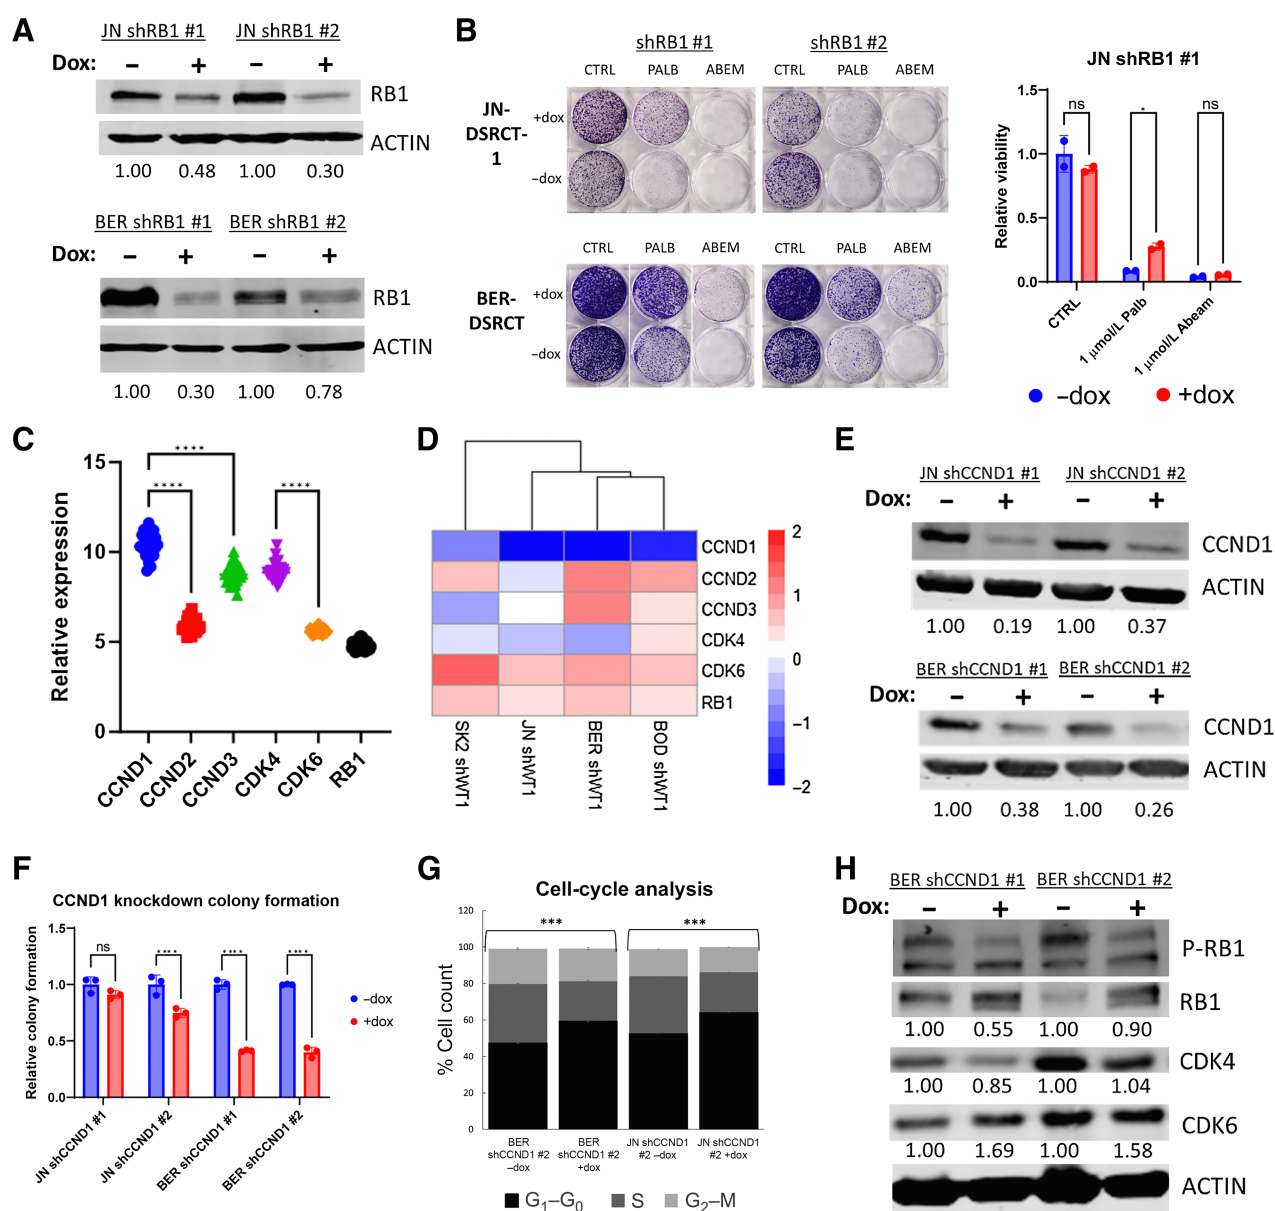 A
JN shRB1 #1 JN shRB1 #2
Dox: – + – +
RB1
ACTIN
1.00 0.48 1.00 0.30
BER shRB1 #1 BER shRB1 #2
Dox: – + – +
RB1
ACTIN
1.00 0.30 1.00 0.78
B
shRB1 #1 shRB1 #2
CTRL PALB ABEM CTRL PALB ABEM
JN-
DSRCT-
1
+dox
–dox
CTRL PALB ABEM CTRL PALB ABEM
BER-
DSRCT
+dox
–dox
JN shRB1 #1
Relative viability
1.5
1.0
0.5
0.0
ns * ns
CTRL
1 μmol/L Palb
1 μmol/L Abeam
–dox +dox
C
Relative expression
15
10
5
0
****
**** ****
CCND1
CCND2
CCND3
CDK4
CDK6
RB1
D
CCND1
CCND2
CCND3
CDK4
CDK6
RB1
SK2 shWT1
JN shWT1
BER shWT1
BOD shWT1
2
1
0
–1
–2
E
JN shCCND1 #1 JN shCCND1 #2
Dox: – + – +
CCND1
ACTIN
1.00 0.19 1.00 0.37
BER shCCND1 #1 BER shCCND1 #2
Dox: – + – +
CCND1
ACTIN
1.00 0.38 1.00 0.26
F
CCND1 knockdown colony formation
Relative colony formation
1.5
1.0
0.5
0.0
ns **** **** ****
–dox
+dox
JN shCCND1 #1
JN shCCND1 #2
BER shCCND1 #1
BER shCCND1 #2
G
Cell-cycle analysis
% Cell count
120
100
80
60
40
20
0
*** ***
BER
shCCND1 #2
–dox
BER
shCCND1 #2
+dox
JN shCCND1
#2 –dox
JN shCCND1
#2 +dox
G1–G0 S G2–M
H
BER shCCND1 #1 BER shCCND1 #2
Dox: – + – +
P-RB1
RB1
1.00 0.55 1.00 0.90
CDK4
1.00 0.85 1.00 1.04
CDK6
1.00 1.69 1.00 1.58
ACTIN